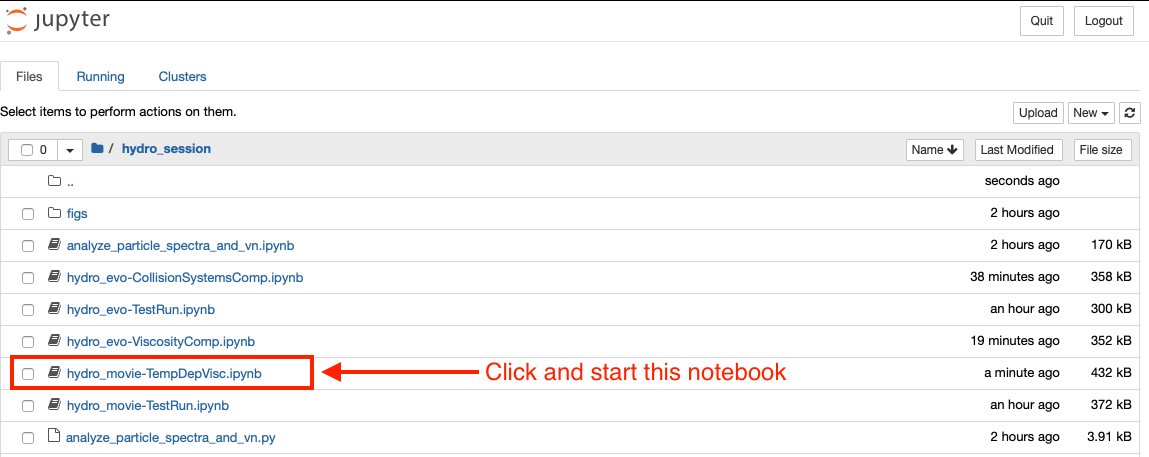 jupyter
Quit Logout
Files Running Clusters
Select items to perform actions on them.
Upload New
0 / hydro_session Name Last Modified File size
.. seconds ago
figs 2 hours ago
analyze_particle_spectra_and_vn.ipynb 2 hours ago 170 kB
hydro_evo-CollisionSystemsComp.ipynb 38 minutes ago 358 kB
hydro_evo-TestRun.ipynb an hour ago 300 kB
hydro_evo-ViscosityComp.ipynb 19 minutes ago 352 kB
hydro_movie-TempDepVisc.ipynb Click and start this notebook a minute ago 432 kB
hydro_movie-TestRun.ipynb an hour ago 372 kB
analyze_particle_spectra_and_vn.py 2 hours ago 3.91 kB